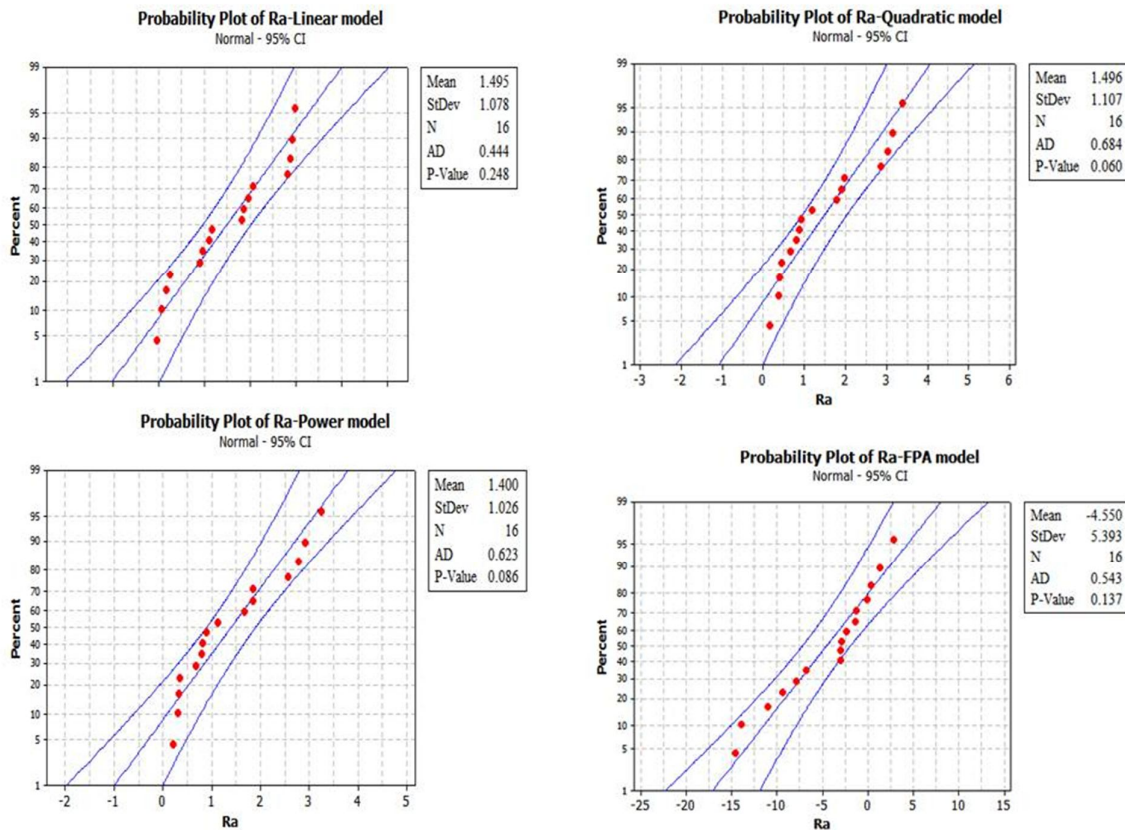 Probability Plot of Ra-Linear model
Normal - 95% CI
Percent
99
95
90
80
70
60
50
40
30
20
10
5
1
-2 -1 0 1 2 3 4 5
Mean 1.495
StDev 1.078
N 16
AD 0.444
P-Value 0.248
Probability Plot of Ra-Quadratic model
Normal - 95% CI
Percent
99
95
90
80
70
60
50
40
30
20
10
5
1
-3 -2 -1 0 1 2 3 4 5 6
Ra
Mean 1.496
StDev 1.107
N 16
AD 0.684
P-Value 0.060
Probability Plot of Ra-Power model
Normal - 95% CI
Percent
99
95
90
80
70
60
50
40
30
20
10
5
1
-2 -1 0 1 2 3 4 5
Ra
Mean 1.400
StDev 1.026
N 16
AD 0.623
P-Value 0.086
Probability Plot of Ra-FPA model
Normal - 95% CI
Percent
99
95
90
80
70
60
50
40
30
20
10
5
1
-25 -20 -15 -10 -5 0 5 10 15
Ra
Mean -4.550
StDev 5.393
N 16
AD 0.543
P-Value 0.137